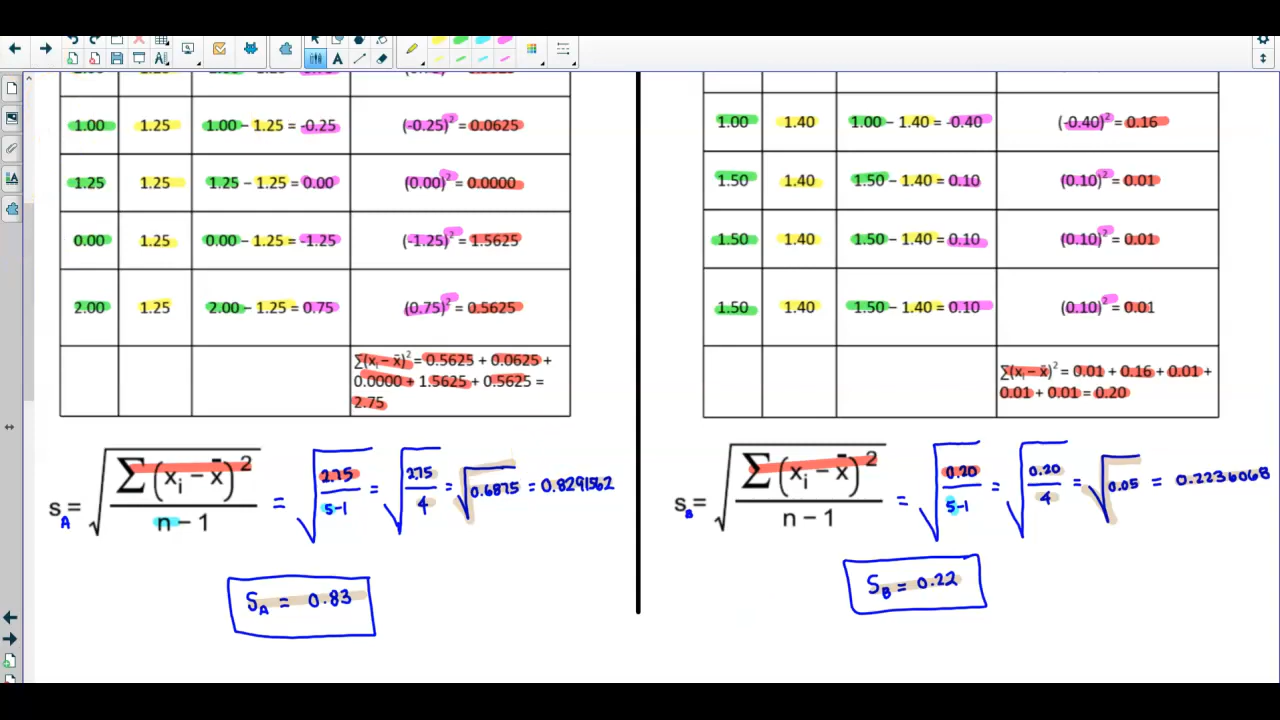 1.00 1.25 1.00 – 1.25 = -0.25 (-0.25)² = 0.0625
1.25 1.25 1.25 – 1.25 = 0.00 (0.00)² = 0.0000
0.00 1.25 0.00 – 1.25 = -1.25 (-1.25)² = 1.5625
2.00 1.25 2.00 – 1.25 = 0.75 (0.75)² = 0.5625
∑(xᵢ – x̄)² = 0.5625 + 0.0625 +
0.0000 + 1.5625 + 0.5625 =
2.75
s_A = √(∑(xᵢ – x̄)² / (n – 1)) = √(2.75 / (5-1)) = √(2.75 / 4) = √0.6875 = 0.8291562
S_A = 0.83
1.00 1.40 1.00 – 1.40 = -0.40 (-0.40)² = 0.16
1.50 1.40 1.50 – 1.40 = 0.10 (0.10)² = 0.01
1.50 1.40 1.50 – 1.40 = 0.10 (0.10)² = 0.01
1.50 1.40 1.50 – 1.40 = 0.10 (0.10)² = 0.01
∑(xᵢ – x̄)² = 0.01 + 0.16 + 0.01 +
0.01 + 0.01 = 0.20
s_B = √(∑(xᵢ – x̄)² / (n – 1)) = √(0.20 / (5-1)) = √(0.20 / 4) = √0.05 = 0.2236068
S_B = 0.22